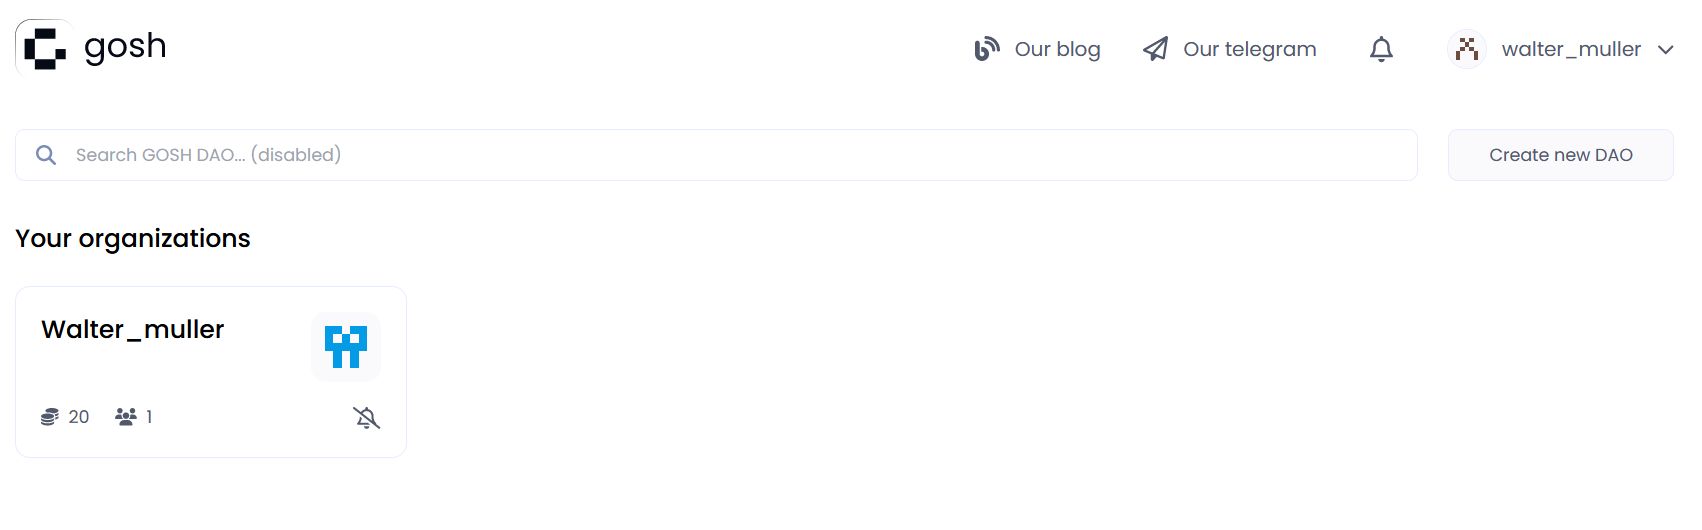 gosh
Our blog
Our telegram
walter_muller
Search GOSH DAO... (disabled)
Create new DAO
Your organizations
Walter_muller
20
1